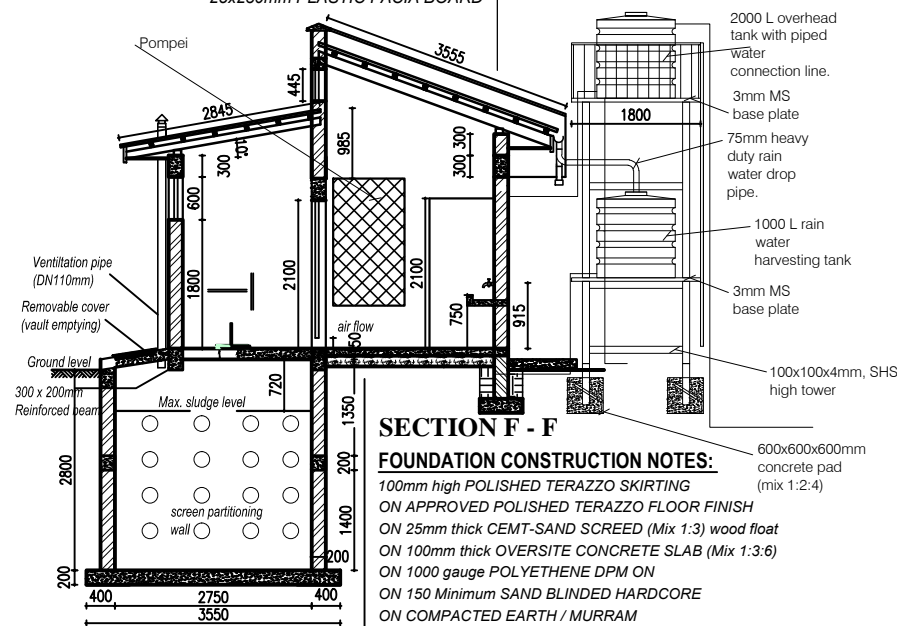 25x250mm PLASTIC FACIA BOARD
Pompei
3555
2845
445
985
300
300
300
600
1800
2100
2100
750
915
1800
2000 L overhead
tank with piped
water
connection line.
3mm MS
base plate
75mm heavy
duty rain
water drop
pipe.
1000 L rain
water
harvesting tank
3mm MS
base plate
100x100x4mm, SHS
high tower
600x600x600mm
concrete pad
(mix 1:2:4)
Ventiltation pipe
(DN110mm)
Removable cover
(vault emptying)
Ground level
300 x 200mm
Reinforced beam
air flow
720
Max. sludge level
1350
200
1400
200
2800
200
screen partitioning
wall
400
2750
400
3550
SECTION F - F
FOUNDATION CONSTRUCTION NOTES:
100mm high POLISHED TERAZZO SKIRTING
ON APPROVED POLISHED TERAZZO FLOOR FINISH
ON 25mm thick CEMT-SAND SCREED (Mix 1:3) wood float
ON 100mm thick OVERSITE CONCRETE SLAB (Mix 1:3:6)
ON 1000 gauge POLYETHENE DPM ON
ON 150 Minimum SAND BLINDED HARDCORE
ON COMPACTED EARTH / MURRAM